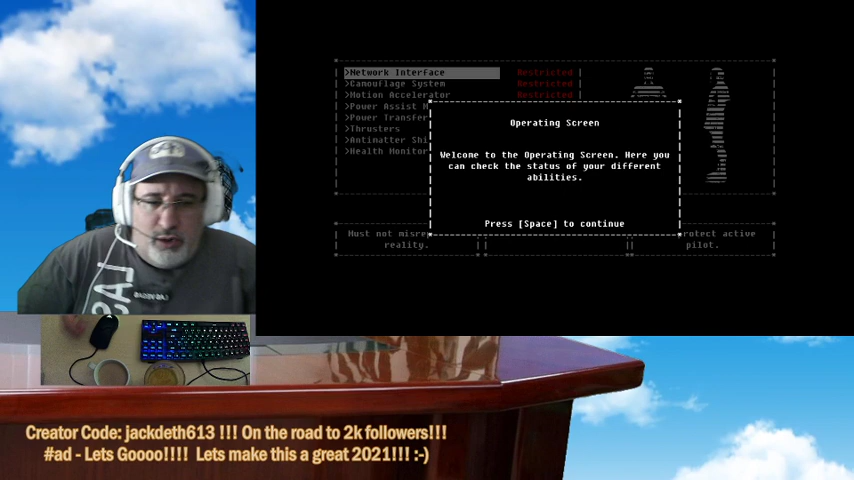 >Network Interface Restricted
>Camouflage System Restricted
>Motion Accelerator Restricted
>Power Assist M
>Power Transfer
>Thrusters
>Antimatter Shi
>Health Monitor
Operating Screen
Welcome to the Operating Screen. Here you
can check the status of your different
abilities.
Press [Space] to continue
Must not misre
reality.
rotect active
pilot.
Creator Code: jackdeth613 !!! On the road to 2k followers!!!
#ad - Lets Goooo!!!! Lets make this a great 2021!!! :-)